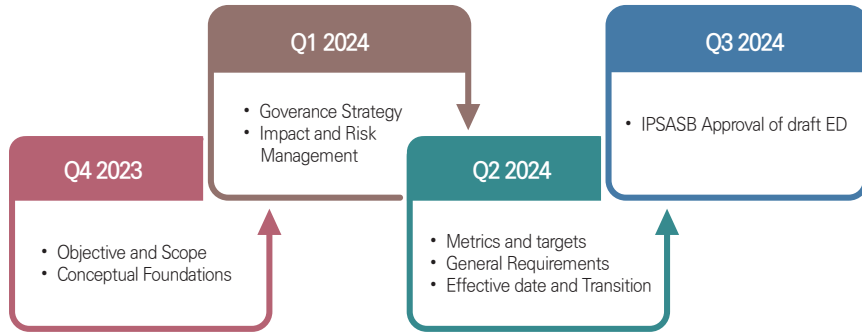 Q4 2023
• Objective and Scope
• Conceptual Foundations
Q1 2024
• Goverance Strategy
• Impact and Risk
Management
Q2 2024
• Metrics and targets
• General Requirements
• Effective date and Transition
Q3 2024
• IPSASB Approval of draft ED